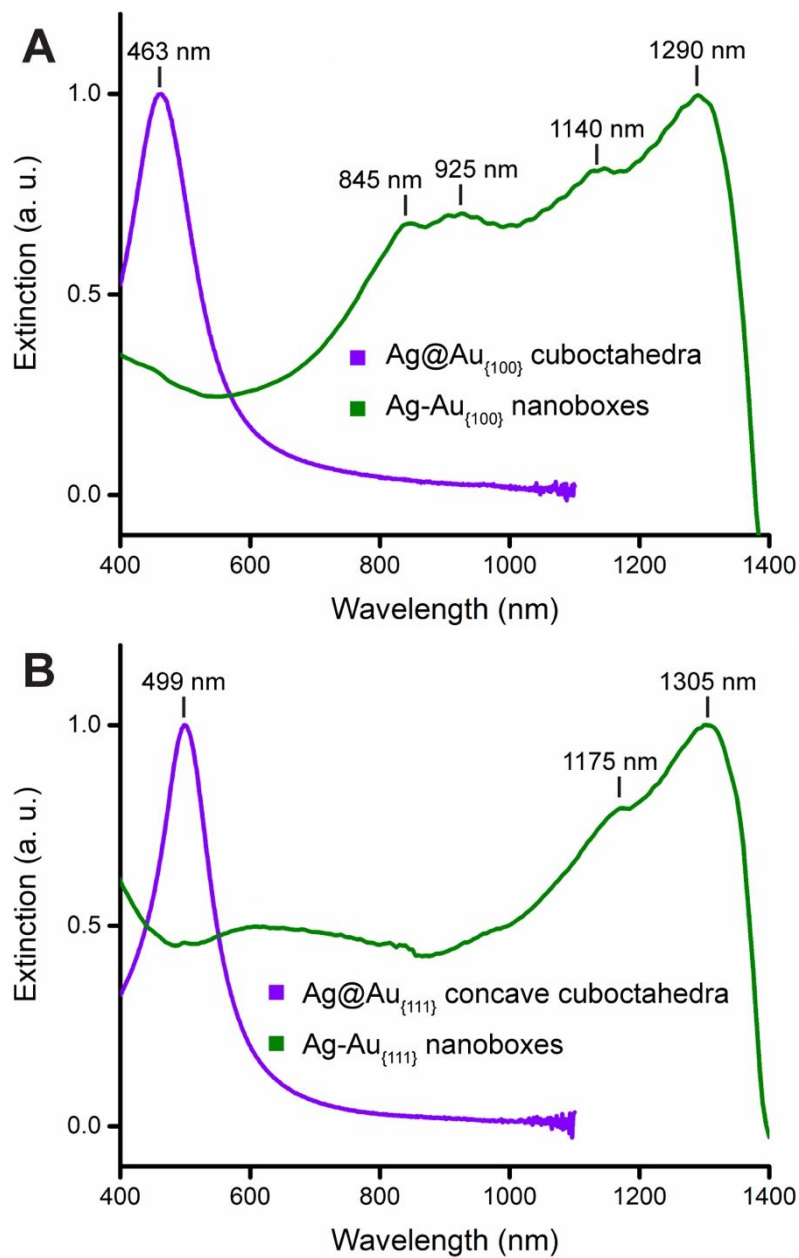 A
463 nm
1290 nm
1140 nm
925 nm
845 nm
1.0
0.5
0.0
Extinction (a. u.)
Ag@Au{100} cuboctahedra
Ag-Au{100} nanoboxes
400 600 800 1000 1200 1400
Wavelength (nm)
B
499 nm
1305 nm
1175 nm
1.0
0.5
0.0
Extinction (a. u.)
Ag@Au{111} concave cuboctahedra
Ag-Au{111} nanoboxes
400 600 800 1000 1200 1400
Wavelength (nm)